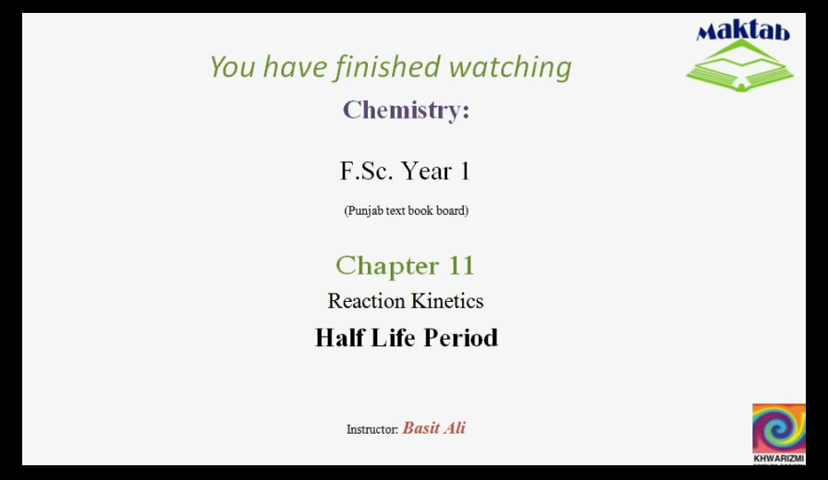 Maktab
You have finished watching
Chemistry:
F.Sc. Year 1
(Punjab text book board)
Chapter 11
Reaction Kinetics
Half Life Period
Instructor: Basit Ali
KHWARIZMI